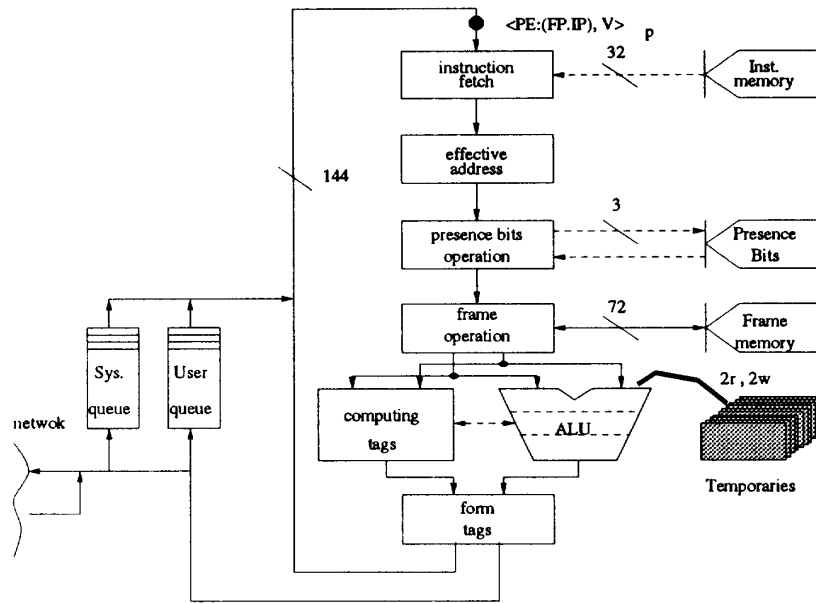 <PE:(FP.IP), V>
p
32
instruction
fetch
Inst.
memory
144
effective
address
3
presence bits
operation
Presence
Bits
72
frame
operation
Frame
memory
Sys.
queue
User
queue
2r , 2w
netwok
computing
tags
ALU
Temporaries
form
tags